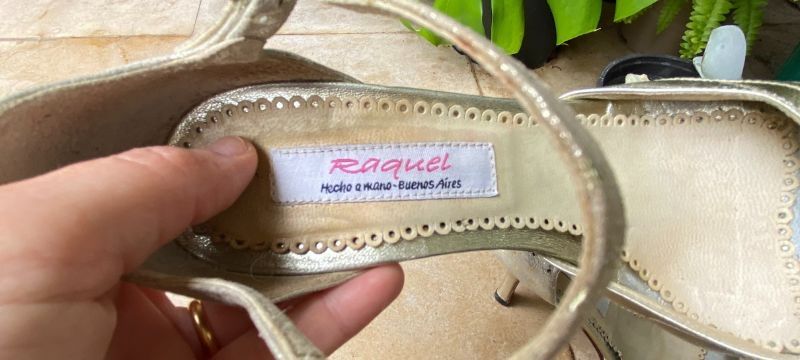 Raquel
Hecho a mano-Buenos Aires